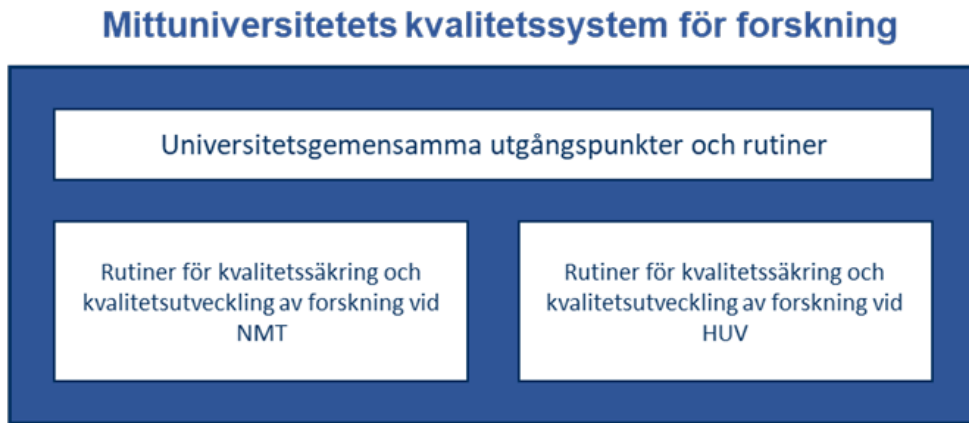 Mittuniversitetets kvalitetssystem för forskning
Universitetsgemensamma utgångspunkter och rutiner
Rutiner för kvalitetssäkring och
kvalitetsutveckling av forskning vid
NMT
Rutiner för kvalitetssäkring och
kvalitetsutveckling av forskning vid
HUV